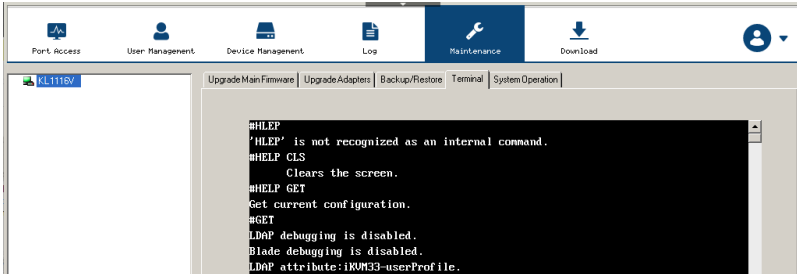 Port Access
User Management
Device Management
Log
Maintenance
Download
KL1116V
Upgrade Main Firmware
Upgrade Adapters
Backup/Restore
Terminal
System Operation
#HLEP
'HLEP' is not recognized as an internal command.
#HELP CLS
Clears the screen.
#HELP GET
Get current configuration.
#GET
LDAP debugging is disabled.
Blade debugging is disabled.
LDAP attribute:iKVM33-userProfile.